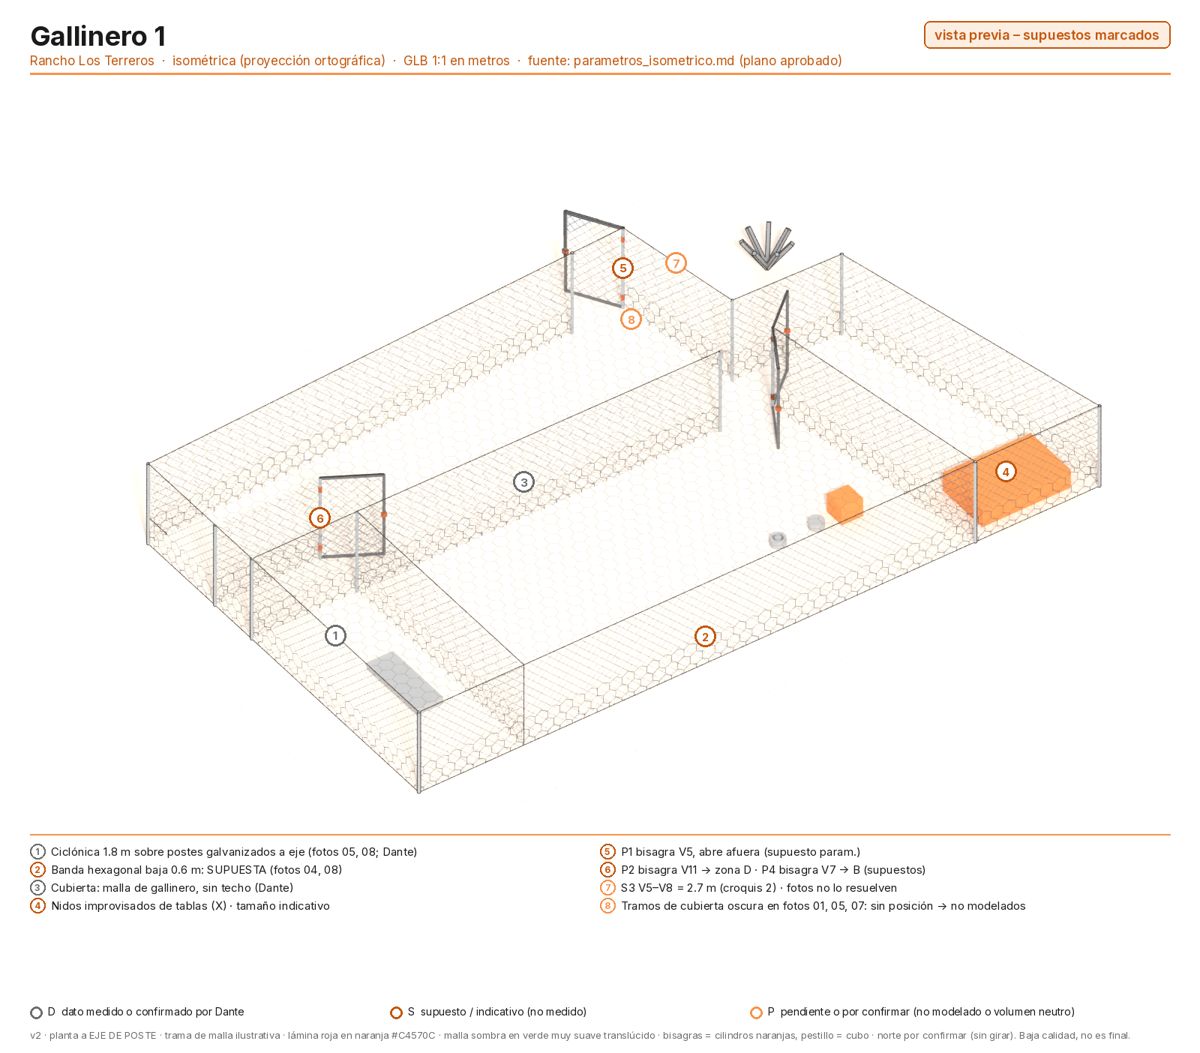 Gallinero 1
vista previa – supuestos marcados
Rancho Los Terreros · isométrica (proyección ortográfica) · GLB 1:1 en metros · fuente: parametros_isometrico.md (plano aprobado)
5
7
8
3
4
6
1
2
1 Ciclónica 1.8 m sobre postes galvanizados a eje (fotos 05, 08; Dante)
2 Banda hexagonal baja 0.6 m: SUPUESTA (fotos 04, 08)
3 Cubierta: malla de gallinero, sin techo (Dante)
4 Nidos improvisados de tablas (X) · tamaño indicativo
5 P1 bisagra V5, abre afuera (supuesto param.)
6 P2 bisagra V11 → zona D · P4 bisagra V7 → B (supuestos)
7 S3 V5–V8 = 2.7 m (croquis 2) · fotos no lo resuelven
8 Tramos de cubierta oscura en fotos 01, 05, 07: sin posición → no modelados
D dato medido o confirmado por Dante
S supuesto / indicativo (no medido)
P pendiente o por confirmar (no modelado o volumen neutro)
v2 · planta a EJE DE POSTE · trama de malla ilustrativa · lámina roja en naranja #C4570C · malla sombra en verde muy suave translúcido · bisagras = cilindros naranjas, pestillo = cubo · norte por confirmar (sin girar). Baja calidad, no es final.